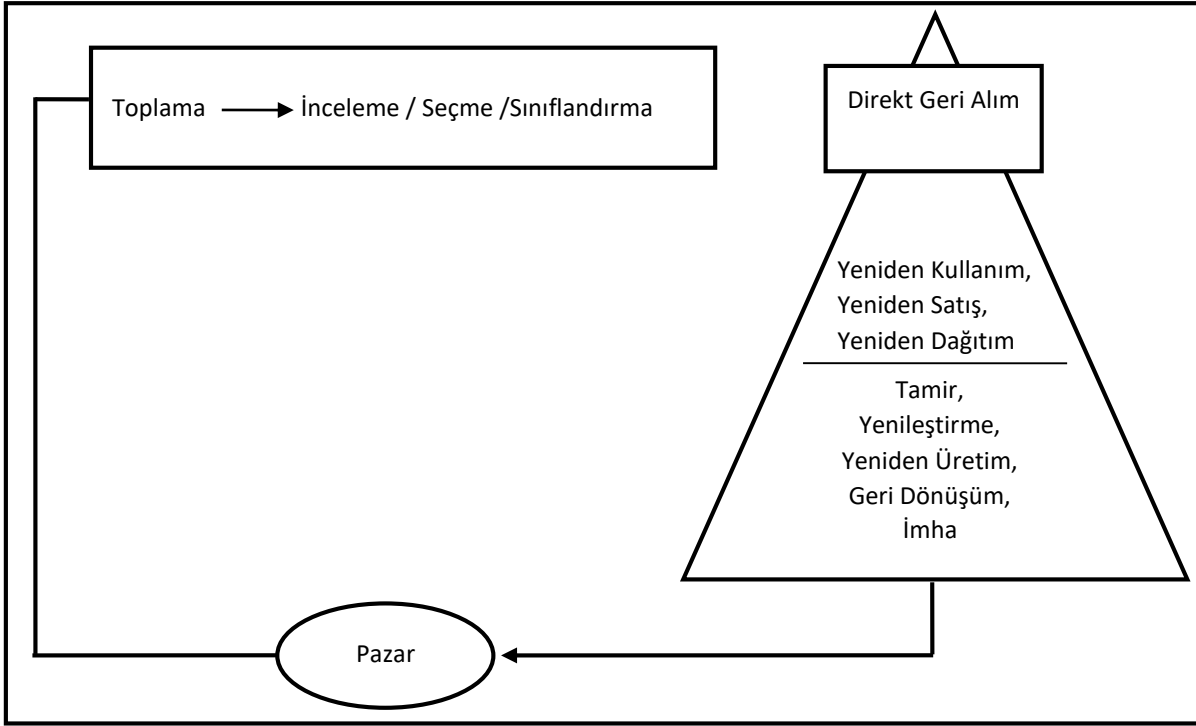 Toplama İnceleme / Seçme /Sınıflandırma
Direkt Geri Alım
Yeniden Kullanım,
Yeniden Satış,
Yeniden Dağıtım
Tamir,
Yenileştirme,
Yeniden Üretim,
Geri Dönüşüm,
İmha
Pazar